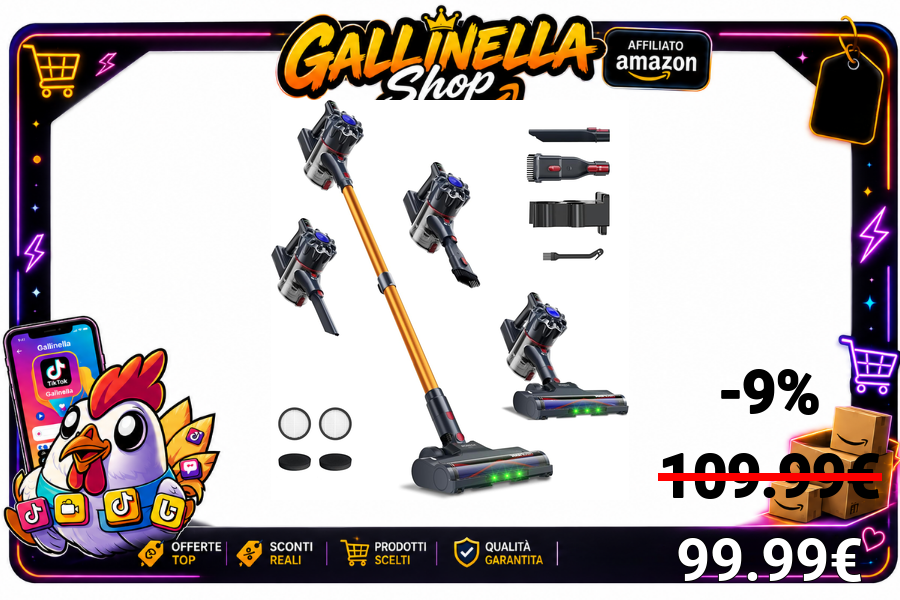 GALLINELLA
Shop
AFFILIATO
amazon
Gallinella
TikTok
Gallinella
-9%
109.99€
99.99€
OFFERTE
TOP
SCONTI
REALI
PRODOTTI
SCELTI
QUALITÀ
GARANTITA